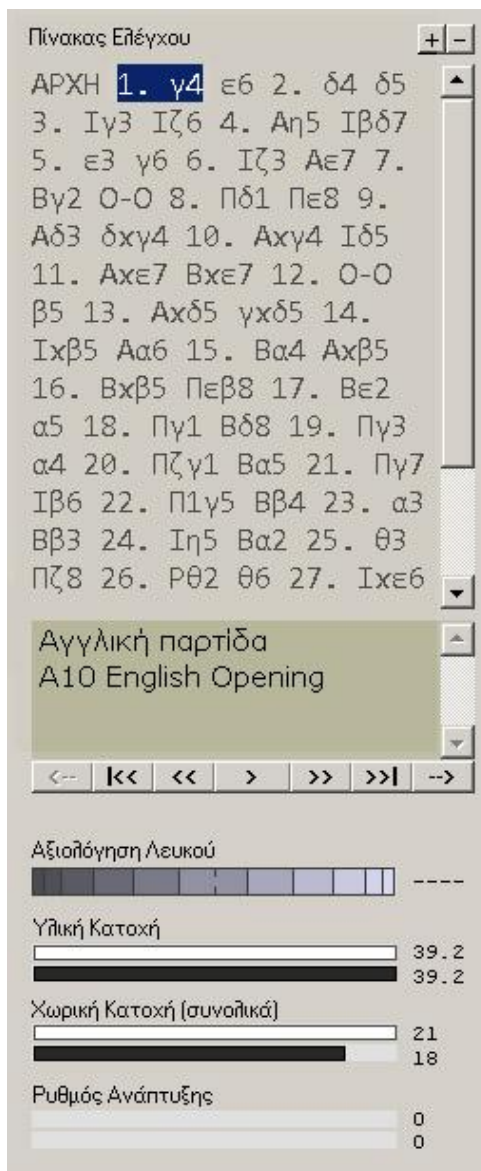 Πίνακας Ελέγχου
+ -
ΑΡΧΗ 1. γ4 ε6 2. δ4 δ5
3. Ιγ3 Ιζ6 4. Αη5 Ιβδ7
5. ε3 γ6 6. Ιζ3 Αε7 7.
Βγ2 Ο-Ο 8. Πδ1 Πε8 9.
Αδ3 δxγ4 10. Αxγ4 Ιδ5
11. Αxε7 Βxε7 12. Ο-Ο
β5 13. Αxδ5 γxδ5 14.
Ιxβ5 Αα6 15. Βα4 Αxβ5
16. Βxβ5 Πεβ8 17. Βε2
α5 18. Πγ1 Βδ8 19. Πγ3
α4 20. Πζγ1 Βα5 21. Πγ7
Ιβ6 22. Π1γ5 Ββ4 23. α3
Ββ3 24. Ιη5 Βα2 25. θ3
Πζ8 26. Ρθ2 θ6 27. Ιxε6
Αγγλική παρτίδα
A10 English Opening
<-- |<< << > >> >>| -->
Αξιολόγηση Λευκού
----
Υλική Κατοχή
39.2
39.2
Χωρική Κατοχή (συνολικά)
21
18
Ρυθμός Ανάπτυξης
0
0